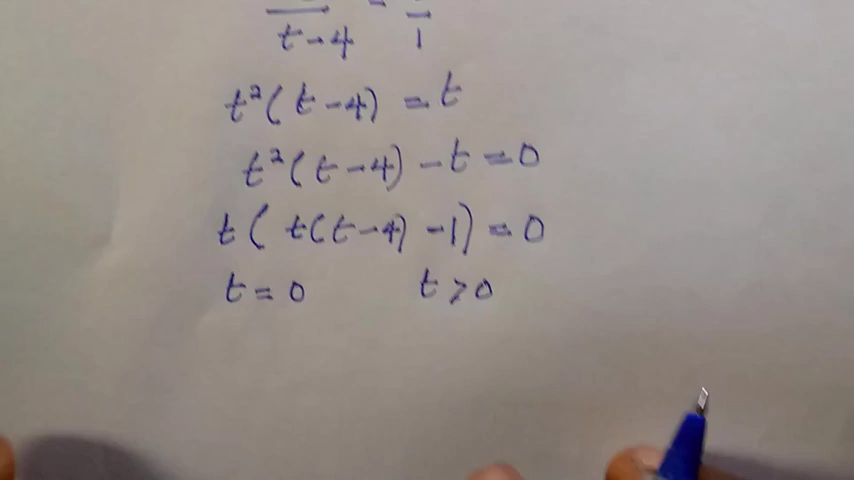 t-4 = 1
t²(t-4) = t
t²(t-4) - t = 0
t( t(t-4) -1) = 0
t = 0 t > 0